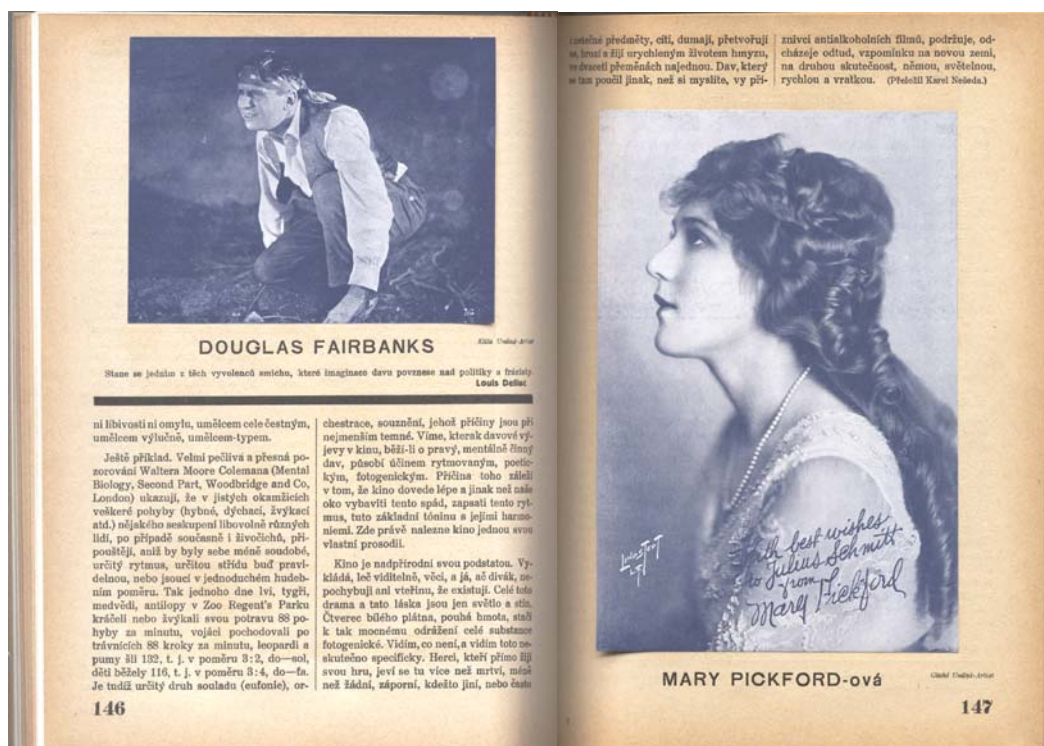 DOUGLAS FAIRBANKS
Stane se jedním z těch vyvolenců smíchu, které imaginace davu povznese nad politiky a frázisty.
Louis Delluc
ni líbivosti ni omylu, umělcem cele čestným,
umělcem výlučně, umělcem-typem.
Ještě příklad. Velmi pečlivá a přesná po-
zorování Waltera Moore Colemana (Mental
Biology, Second Part, Woodbridge and Co,
London) ukazují, že v jistých okamžicích
veškeré pohyby (hybné, dýchací, žvýkací
atd.) nějakého seskupení libovolně různých
lidí, po případě současně i živočichů, při-
pouštějí, aniž by byly sebe méně soudobé,
určitý rytmus, určitou střídu buď pravi-
delnou, nebo jsoucí v jednoduchém hudeb-
ním poměru. Tak jednoho dne lvi, tygři,
medvědi, antilopy v Zoo Regent's Parku
kráčeli nebo žvýkali svou potravu 88 po-
hyby za minutu, vojáci pochodovali po
trávnících 88 kroky za minutu, leopardi a
pumy šli 132, t. j. v poměru 3:2, do—sol,
děti běžely 116, t. j. v poměru 3:4, do—fa.
Je tudíž určitý druh souladu (eufonie), or-
chestrace, souznění, jehož příčiny jsou při
nejmenším temné. Víme, kterak davové vý-
jevy v kinu, běží-li o pravý, mentálně činný
dav, působí účinem rytmovaným, poetic-
kým, fotogenickým. Příčina toho záleží
v tom, že kino dovede lépe a jinak než naše
oko vybaviti tento spád, zapsati tento ryt-
mus, tuto základní tóninu s jejími harmo-
niemi. Zde právě nalezne kino jednou svou
vlastní prosodii.
Kino je nadpřírodní svou podstatou. Vy-
kládá, leč viditelně, věci, a já, ač divák, ne-
pochybuji ani vteřinu, že existují. Celé toto
drama a tato láska jsou jen světlo a stín.
Čtverec bílého plátna, pouhá hmota, stačí
k tak mocnému odrážení celé substance
fotogenické. Vidím, co není, a vidím toto ne-
skutečno specificky. Herci, kteří přímo žijí
svou hru, jeví se tu více než mrtví, méně
než žádní, záporní, kdežto jiní, nebo často
146
předměty, cítí, dumají, přetvořují
se, hrozí a žijí urychleným životem hmyzu,
ve dvaceti přeměnách najednou. Dav, který
se tam poučil jinak, než si myslíte, vy pří-
znivci antialkoholních filmů, podržuje, od-
cházeje odtud, vzpomínku na novou zemi,
na druhou skutečnost, němou, světelnou,
rychlou a vratkou. (Přeložil Karel Nešeda.)
With best wishes
to Julius Schmitt
from
Mary Pickford
MARY PICKFORD-ová
147